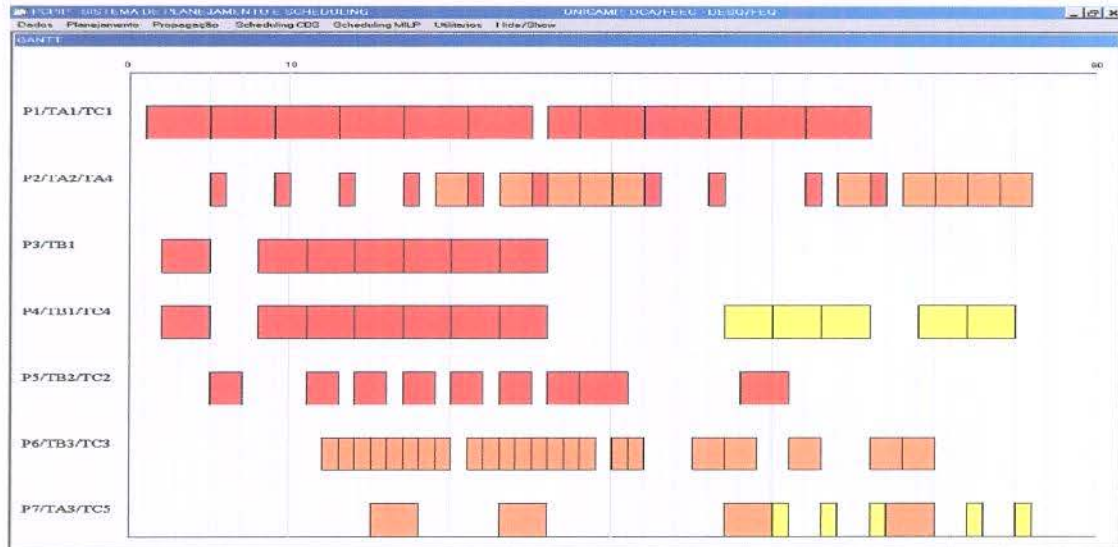 SISTEMA DE PLANEJAMENTO E SCHEDULING UNICAMP DCA/FEEC - DESQ/FEQ
Dados Planejamento Propagação Scheduling CBS Scheduling MILP Utilitarios Hide/Show
GANTT
0 10 60
P1/TA1/TC1
P2/TA2/TA4
P3/TB1
P4/TB1/TC4
P5/TB2/TC2
P6/TB3/TC3
P7/TA3/TC5